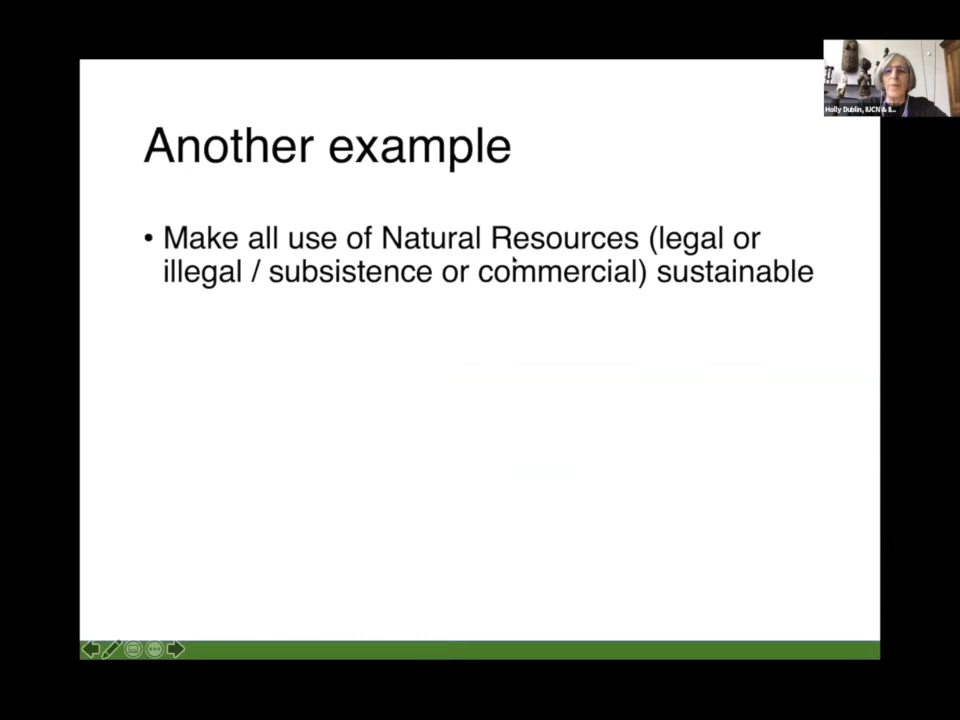 Another example
• Make all use of Natural Resources (legal or
illegal / subsistence or commercial) sustainable
Holly Dublin, IUCN &